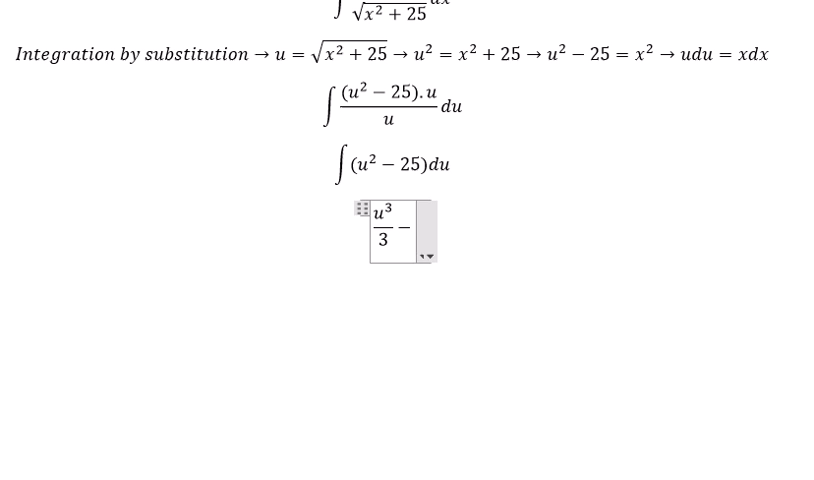 ∫ √x² + 25 dx
Integration by substitution → u = √x² + 25 → u² = x² + 25 → u² − 25 = x² → udu = xdx
∫ (u² − 25).u / u du
∫ (u² − 25)du
u³ / 3 −